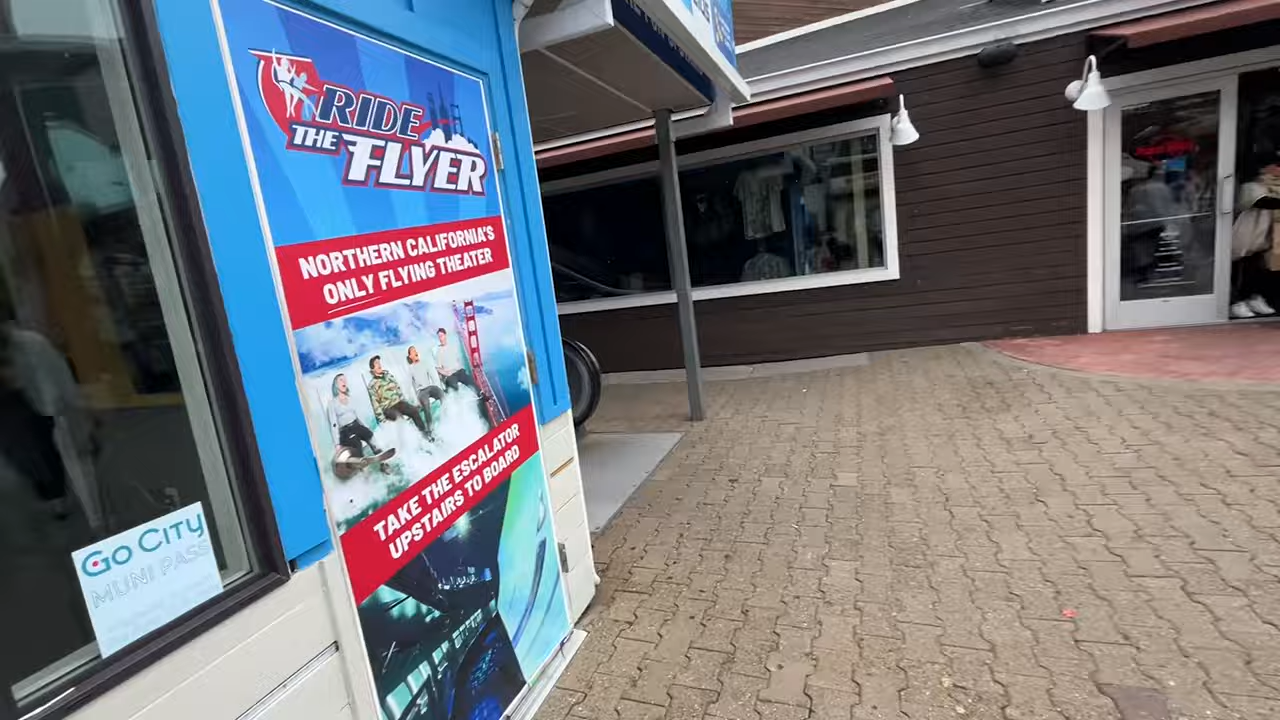 RIDE
THE FLYER
NORTHERN CALIFORNIA'S
ONLY FLYING THEATER
TAKE THE ESCALATOR
UPSTAIRS TO BOARD
GO CITY
MUNI PASS